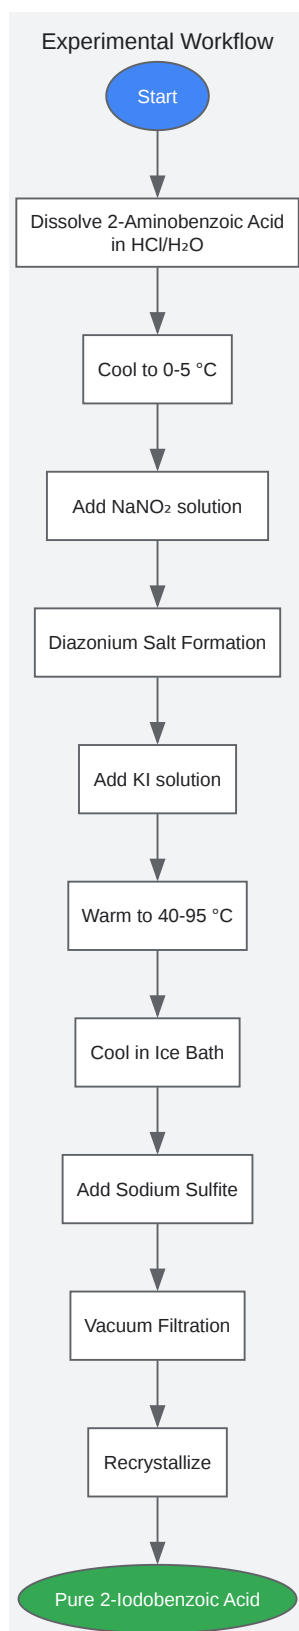 Experimental Workflow
Start
Dissolve 2-Aminobenzoic Acid
in HCl/H₂O
Cool to 0-5 °C
Add NaNO₂ solution
Diazonium Salt Formation
Add KI solution
Warm to 40-95 °C
Cool in Ice Bath
Add Sodium Sulfite
Vacuum Filtration
Recrystallize
Pure 2-Iodobenzoic Acid